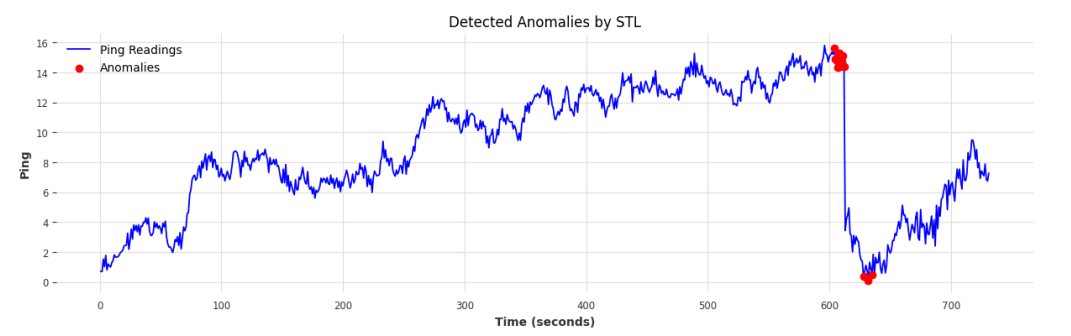 Detected Anomalies by STL
Ping Readings
Anomalies
Ping
16
14
12
10
8
6
4
2
0
0 100 200 300 400 500 600 700
Time (seconds)